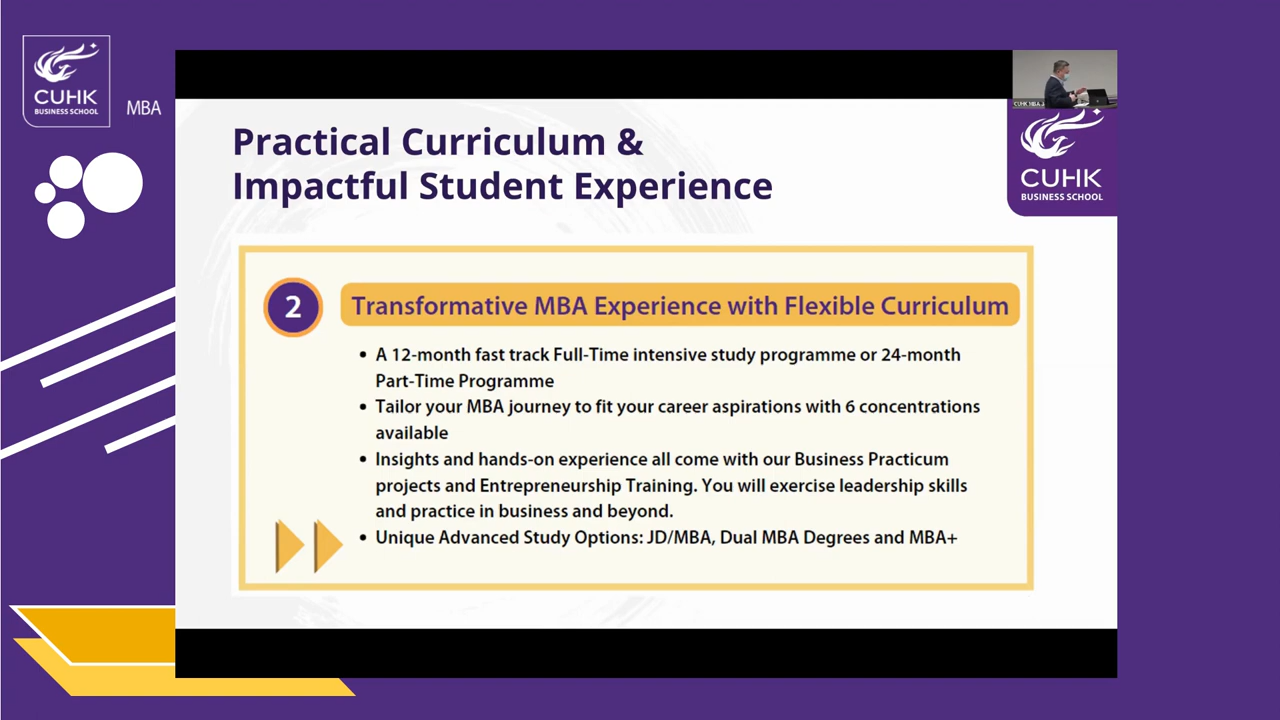 CUHK
BUSINESS SCHOOL
MBA
Practical Curriculum &
Impactful Student Experience
CUHK
BUSINESS SCHOOL
2
Transformative MBA Experience with Flexible Curriculum
• A 12-month fast track Full-Time intensive study programme or 24-month
Part-Time Programme
• Tailor your MBA journey to fit your career aspirations with 6 concentrations
available
• Insights and hands-on experience all come with our Business Practicum
projects and Entrepreneurship Training. You will exercise leadership skills
and practice in business and beyond.
• Unique Advanced Study Options: JD/MBA, Dual MBA Degrees and MBA+